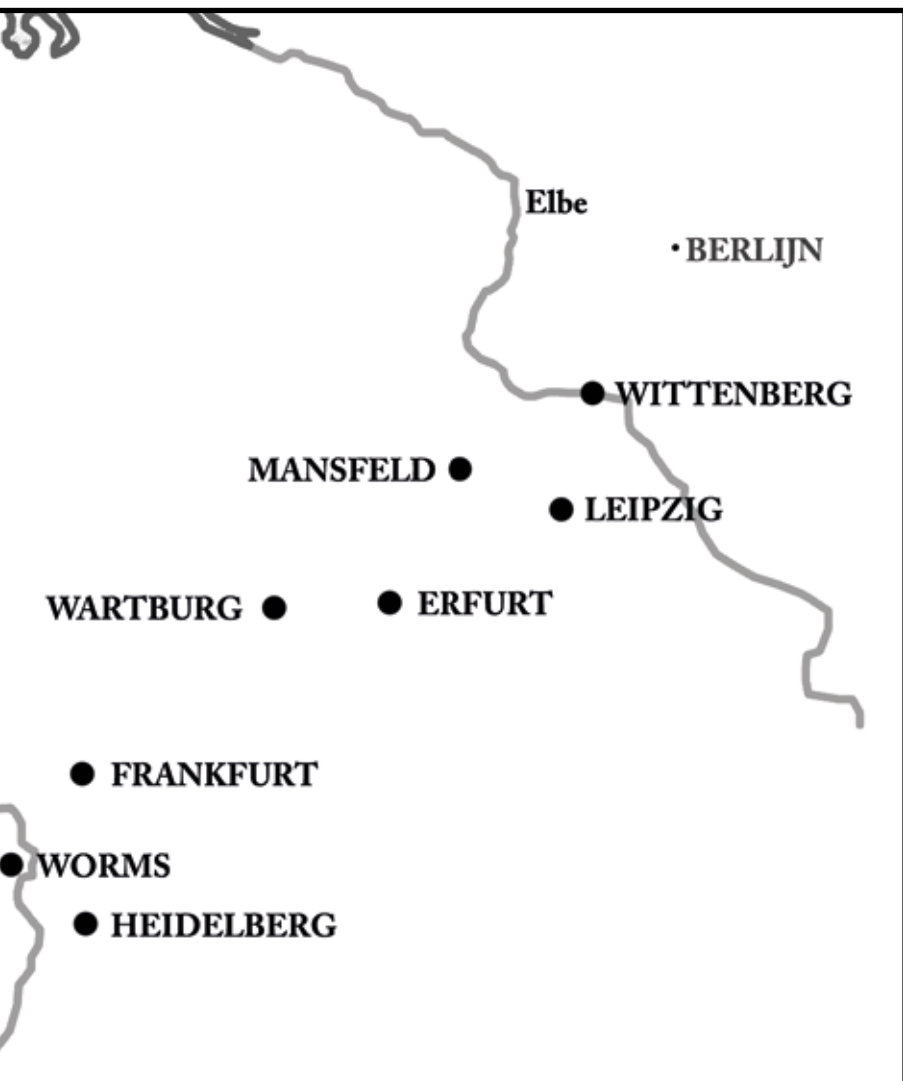 Elbe
BERLIJN
WITTENBERG
MANSFELD
LEIPZIG
WARTBURG
ERFURT
FRANKFURT
WORMS
HEIDELBERG